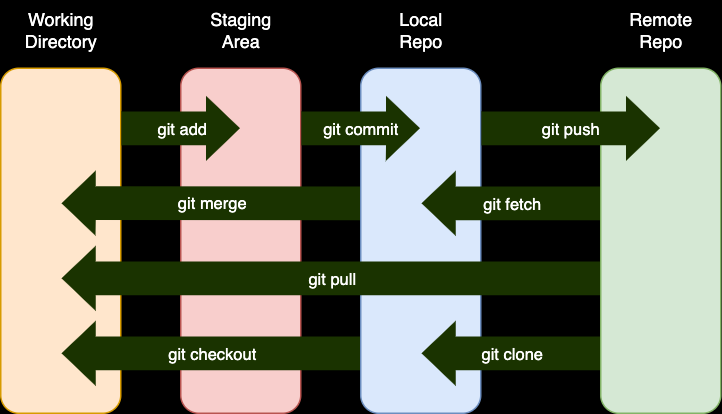 Working
Directory
Staging
Area
Local
Repo
Remote
Repo
git add
git commit
git push
git merge
git fetch
git pull
git checkout
git clone